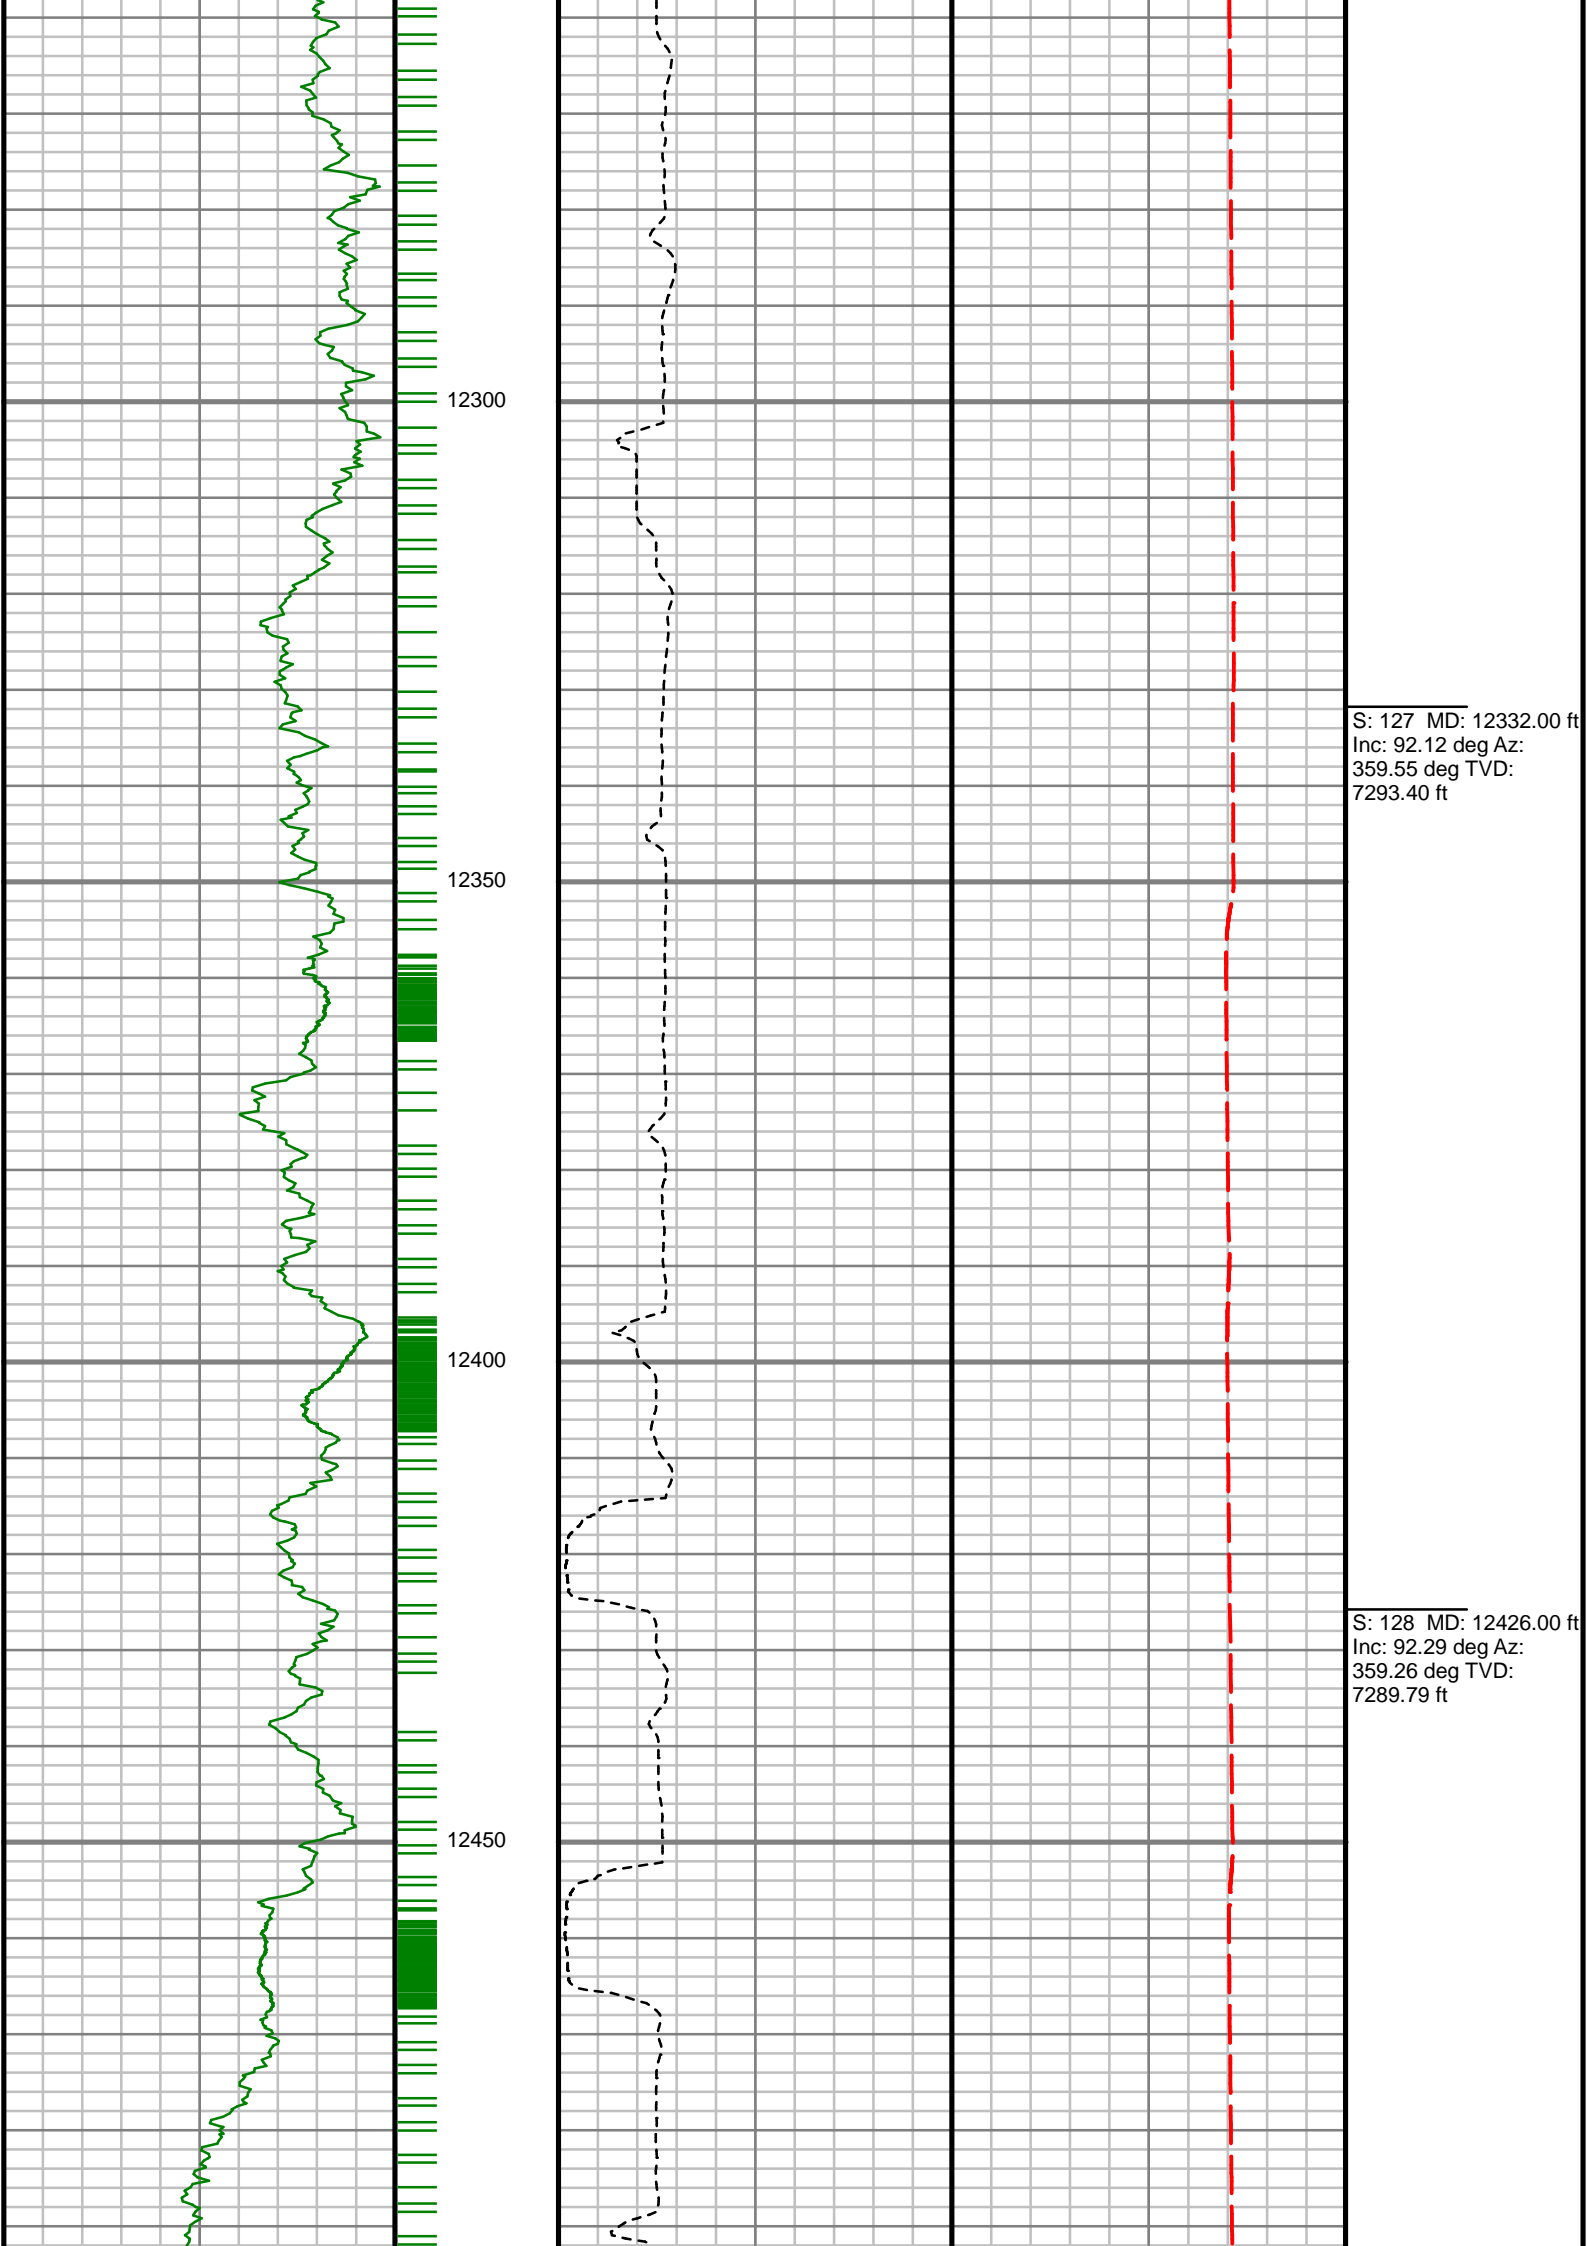 12300
S: 127 MD: 12332.00 ft
Inc: 92.12 deg Az:
359.55 deg TVD:
7293.40 ft
12350
12400
S: 128 MD: 12426.00 ft
Inc: 92.29 deg Az:
359.26 deg TVD:
7289.79 ft
12450